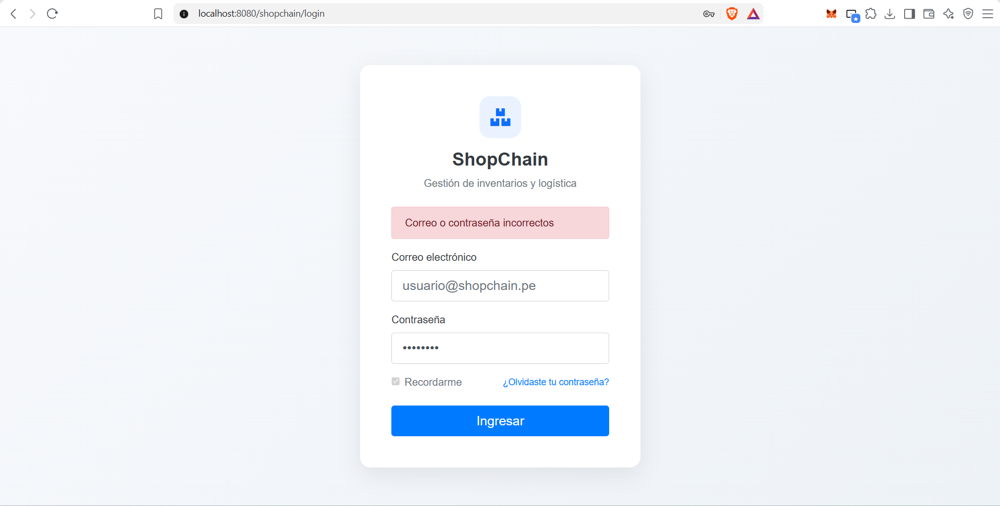 localhost:8080/shopchain/login
ShopChain
Gestión de inventarios y logística
Correo o contraseña incorrectos
Correo electrónico
usuario@shopchain.pe
Contraseña
••••••••
Recordarme
¿Olvidaste tu contraseña?
Ingresar